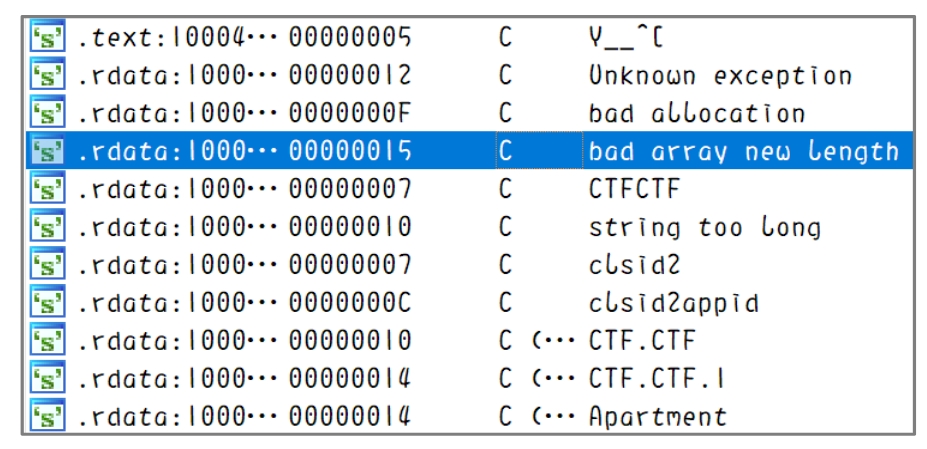 's' .text:10004··· 00000005 C Y__^[
's' .rdata:1000··· 00000012 C Unknown exception
's' .rdata:1000··· 0000000F C bad allocation
's' .rdata:1000··· 00000015 C bad array new length
's' .rdata:1000··· 00000007 C CTFCTF
's' .rdata:1000··· 00000010 C string too long
's' .rdata:1000··· 00000007 C clsid2
's' .rdata:1000··· 0000000C C clsid2appid
's' .rdata:1000··· 00000010 C (··· CTF.CTF
's' .rdata:1000··· 00000014 C (··· CTF.CTF.1
's' .rdata:1000··· 00000014 C (··· Apartment